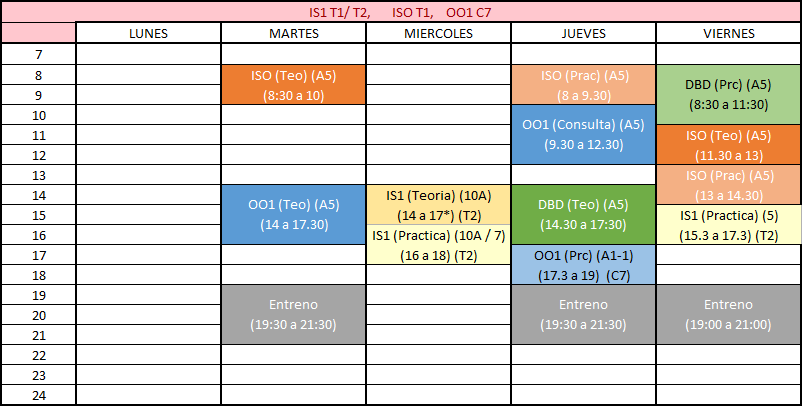 IS1 T1/ T2, ISO T1, OO1 C7
LUNES MARTES MIERCOLES JUEVES VIERNES
7
8
ISO (Teo) (A5)
(8:30 a 10)
ISO (Prac) (A5)
(8 a 9.30)
DBD (Prc) (A5)
(8:30 a 11:30)
9
10
OO1 (Consulta) (A5)
(9.30 a 12.30)
11
ISO (Teo) (A5)
(11.30 a 13)
12
13
ISO (Prac) (A5)
(13 a 14.30)
14
OO1 (Teo) (A5)
(14 a 17.30)
IS1 (Teoria) (10A)
(14 a 17*) (T2)
DBD (Teo) (A5)
(14.30 a 17:30)
15
IS1 (Practica) (5)
(15.3 a 17.3) (T2)
16
IS1 (Practica) (10A / 7)
(16 a 18) (T2)
17
OO1 (Prc) (A1-1)
(17.3 a 19) (C7)
18
19
Entreno
(19:30 a 21:30)
Entreno
(19:30 a 21:30)
Entreno
(19:00 a 21:00)
20
21
22
23
24